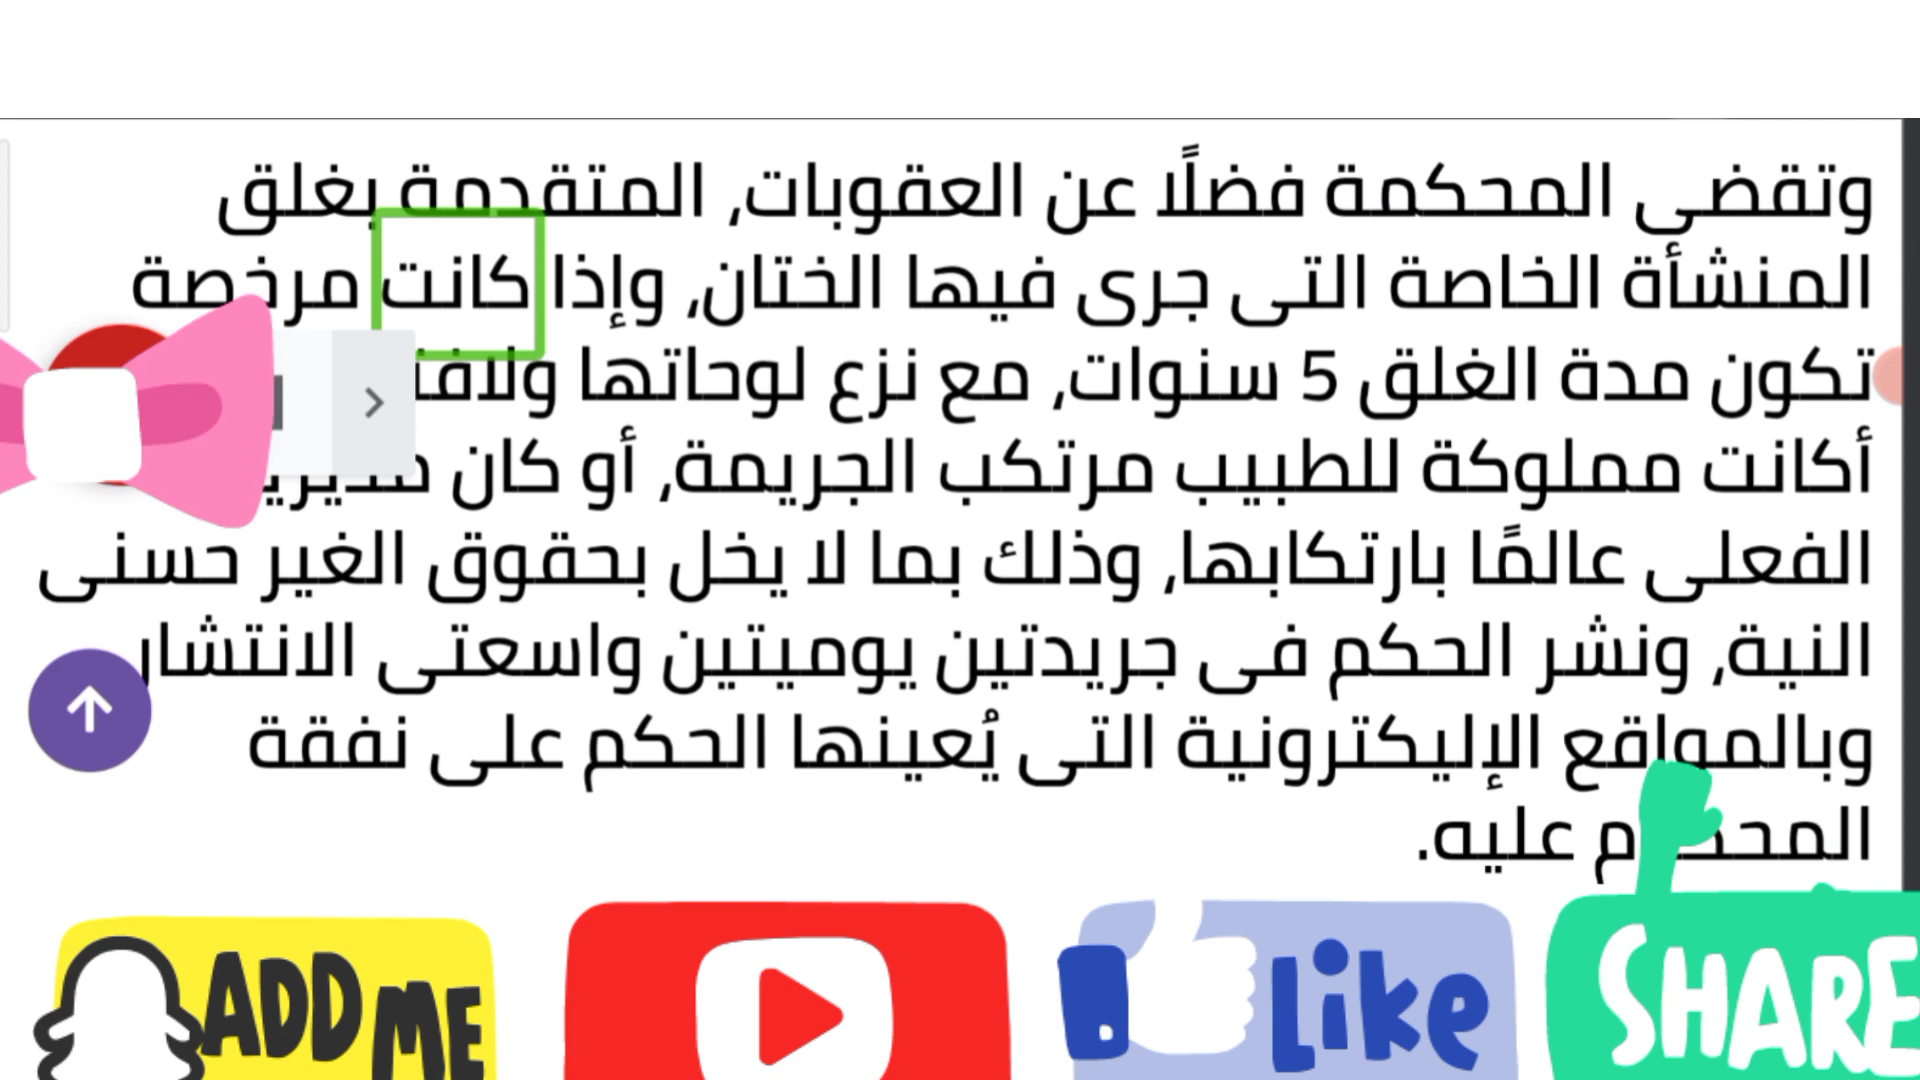 وتقضى المحكمة فضلًا عن العقوبات، المتقدمة بغلق
المنشأة الخاصة التى جرى فيها الختان، وإذا كانت مرخصة
تكون مدة الغلق 5 سنوات، مع نزع لوحاتها
أكانت مملوكة للطبيب مرتكب الجريمة، أو كان
الفعلى عالمًا بارتكابها، وذلك بما لا يخل بحقوق الغير حسنى
النية، ونشر الحكم فى جريدتين يوميتين واسعتى الانتشار
وبالمواقع الإليكترونية التى يُعينها الحكم على نفقة
عليه.
ADD ME
Like
SHARE